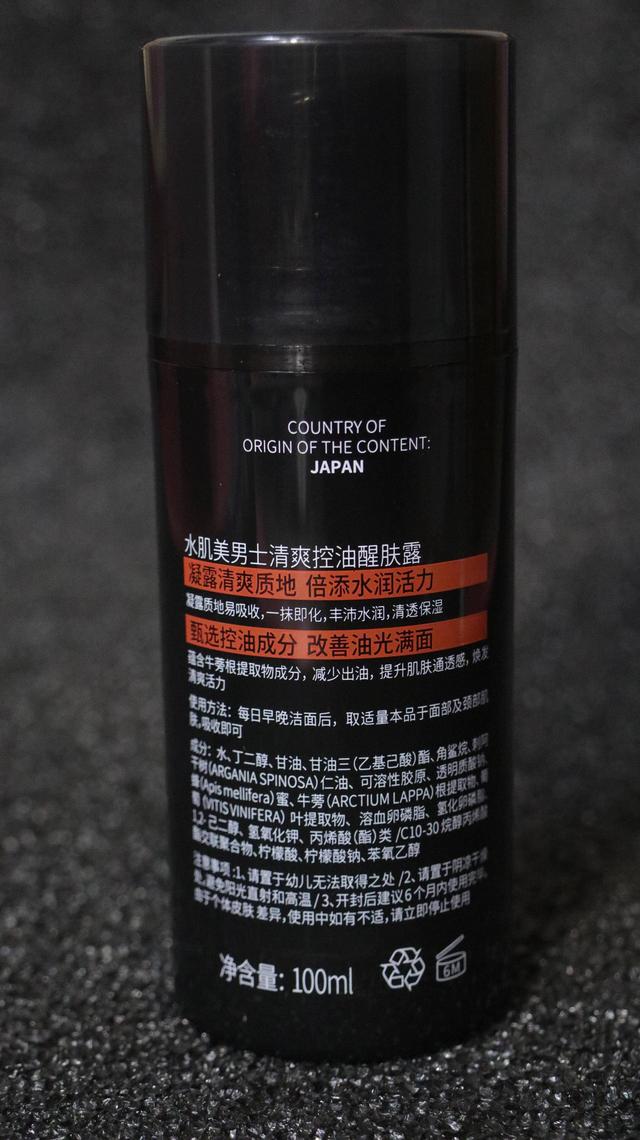 COUNTRY OF
ORIGIN OF THE CONTENT:
JAPAN
水肌美男士清爽控油醒肤露
凝露清爽质地 倍添水润活力
凝露质地易吸收,一抹即化,丰沛水润,清透保湿
甄选控油成分 改善油光满面
蕴含牛蒡根提取物成分，减少出油，提升肌肤通透感，焕发
清爽活力
使用方法：每日早晚洁面后，取适量本品于面部及颈部肌
肤,吸收即可
成分：水、丁二醇、甘油、甘油三(乙基己酸)酯、角鲨烷、刺阿
干树(ARGANIA SPINOSA)仁油、可溶性胶原、透明质酸钠、
蜂(Apis mellifera)蜜、牛蒡(ARCTIUM LAPPA)根提取物、葡
萄(VITIS VINIFERA) 叶提取物、溶血卵磷脂、氢化卵磷脂、
1,2-己二醇、氢氧化钾、丙烯酸(酯)类 /C10-30 烷醇丙烯酸
酯交联聚合物、柠檬酸、柠檬酸钠、苯氧乙醇
注意事项:1、请置于幼儿无法取得之处 /2、请置于阴凉干燥
处,避免阳光直射和高温 /3、开封后建议6个月内使用完毕。
由于个体皮肤差异,使用中如有不适,请立即停止使用
净含量: 100ml
6M